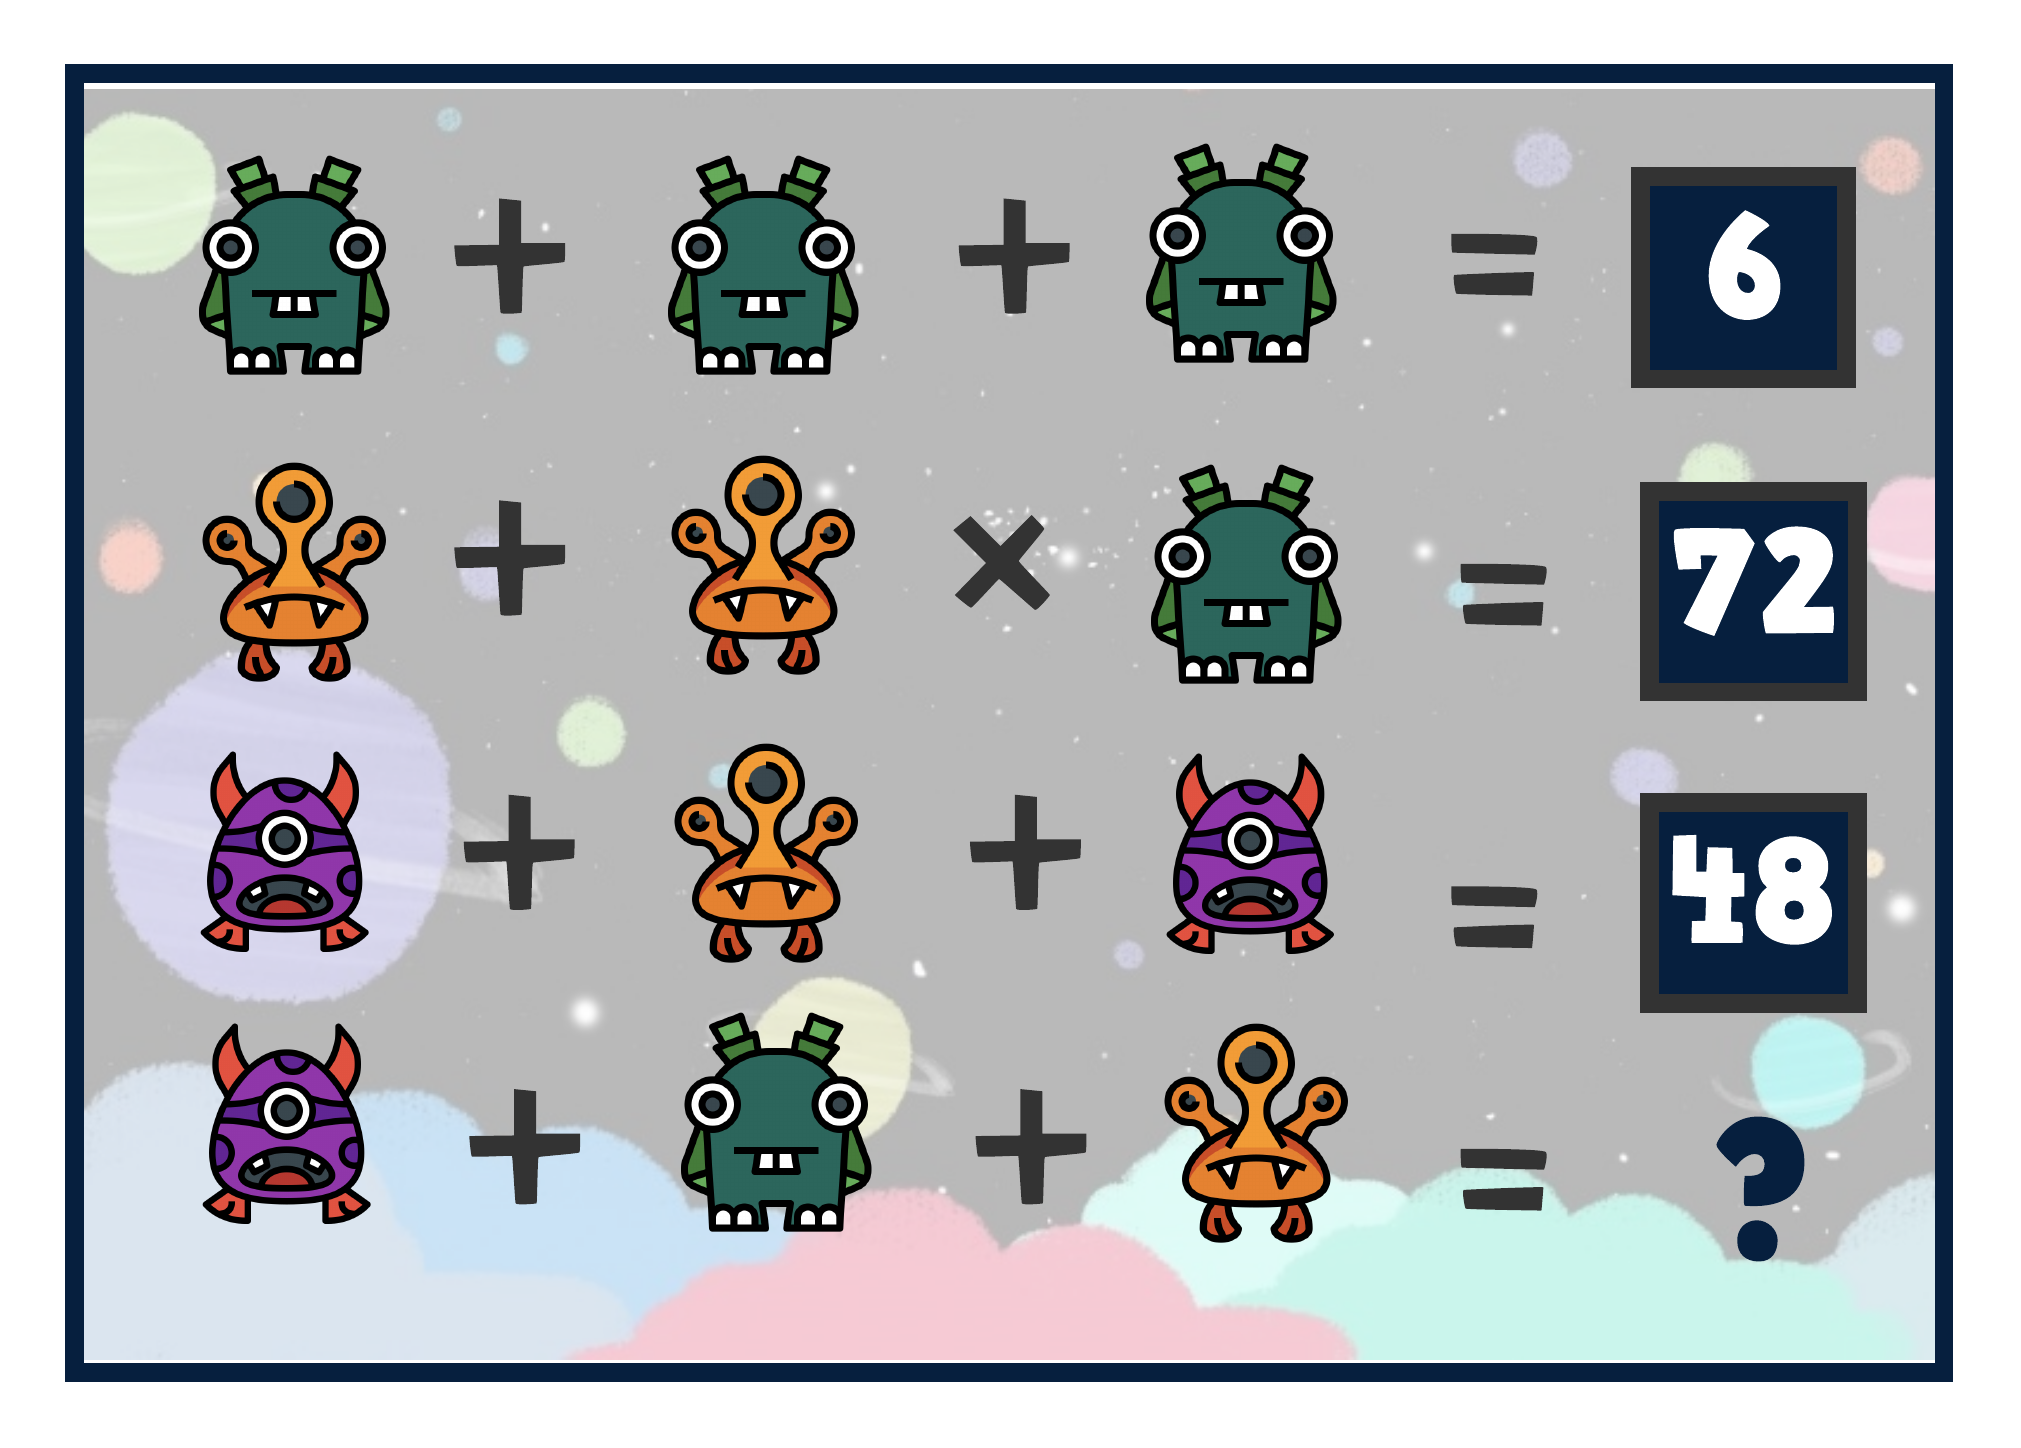 + + = 6
+ × = 72
+ + = 48
+ + = ?